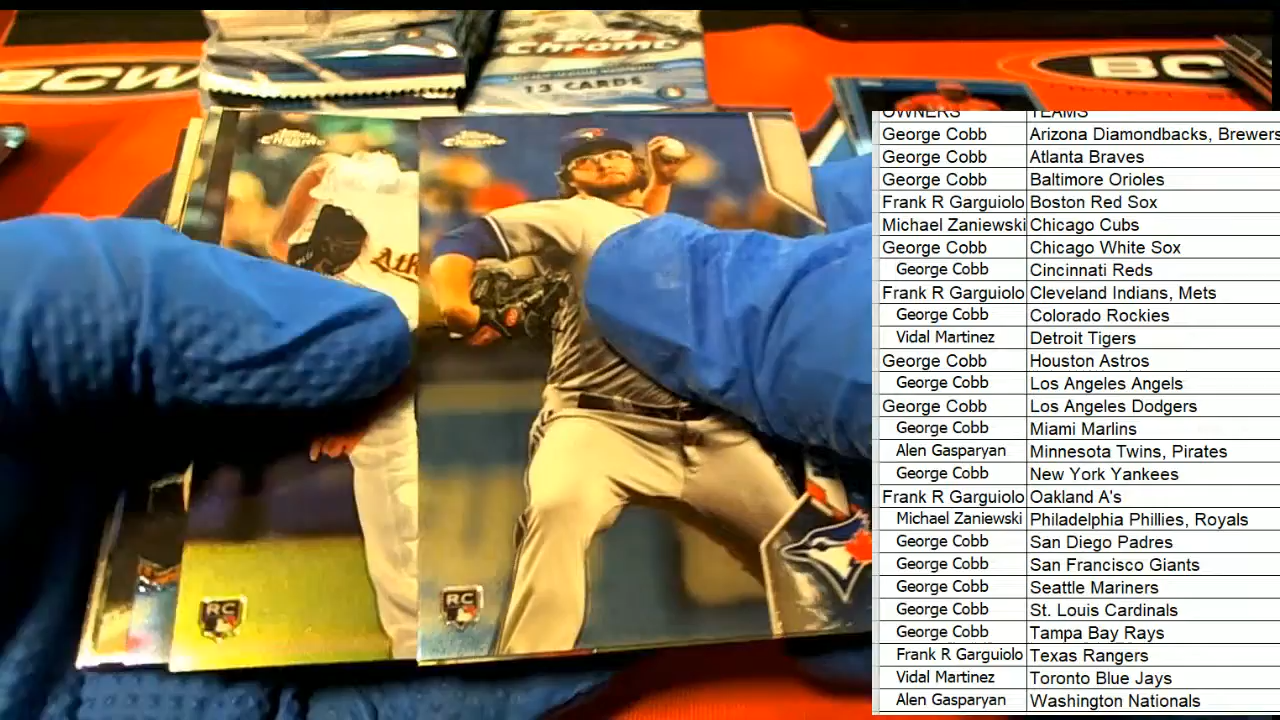 BCW
BC
Chrome
13 CARDS
Topps Chrome
Topps Chrome
Ath
RC
RC
OWNERS TEAMS
George Cobb Arizona Diamondbacks, Brewers
George Cobb Atlanta Braves
George Cobb Baltimore Orioles
Frank R Garguiolo Boston Red Sox
Michael Zaniewski Chicago Cubs
George Cobb Chicago White Sox
George Cobb Cincinnati Reds
Frank R Garguiolo Cleveland Indians, Mets
George Cobb Colorado Rockies
Vidal Martinez Detroit Tigers
George Cobb Houston Astros
George Cobb Los Angeles Angels
George Cobb Los Angeles Dodgers
George Cobb Miami Marlins
Alen Gasparyan Minnesota Twins, Pirates
George Cobb New York Yankees
Frank R Garguiolo Oakland A's
Michael Zaniewski Philadelphia Phillies, Royals
George Cobb San Diego Padres
George Cobb San Francisco Giants
George Cobb Seattle Mariners
George Cobb St. Louis Cardinals
George Cobb Tampa Bay Rays
Frank R Garguiolo Texas Rangers
Vidal Martinez Toronto Blue Jays
Alen Gasparyan Washington Nationals